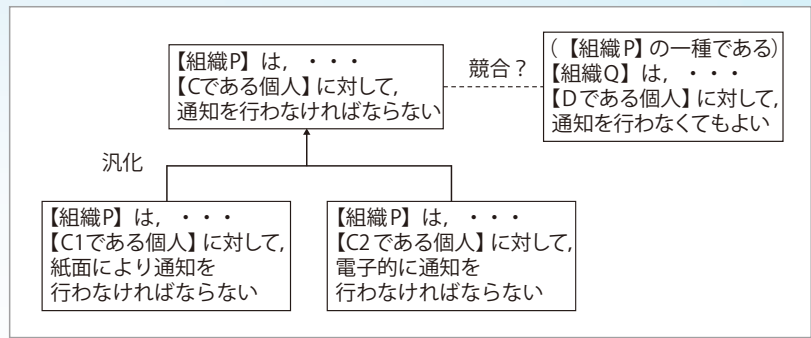 【組織P】は，・・・
【Cである個人】に対して，
通知を行わなければならない
競合？
（【組織P】の一種である）
【組織Q】は，・・・
【Dである個人】に対して，
通知を行わなくてもよい
汎化
【組織P】は，・・・
【C1である個人】に対して，
紙面により通知を
行わなければならない
【組織P】は，・・・
【C2である個人】に対して，
電子的に通知を
行わなければならない